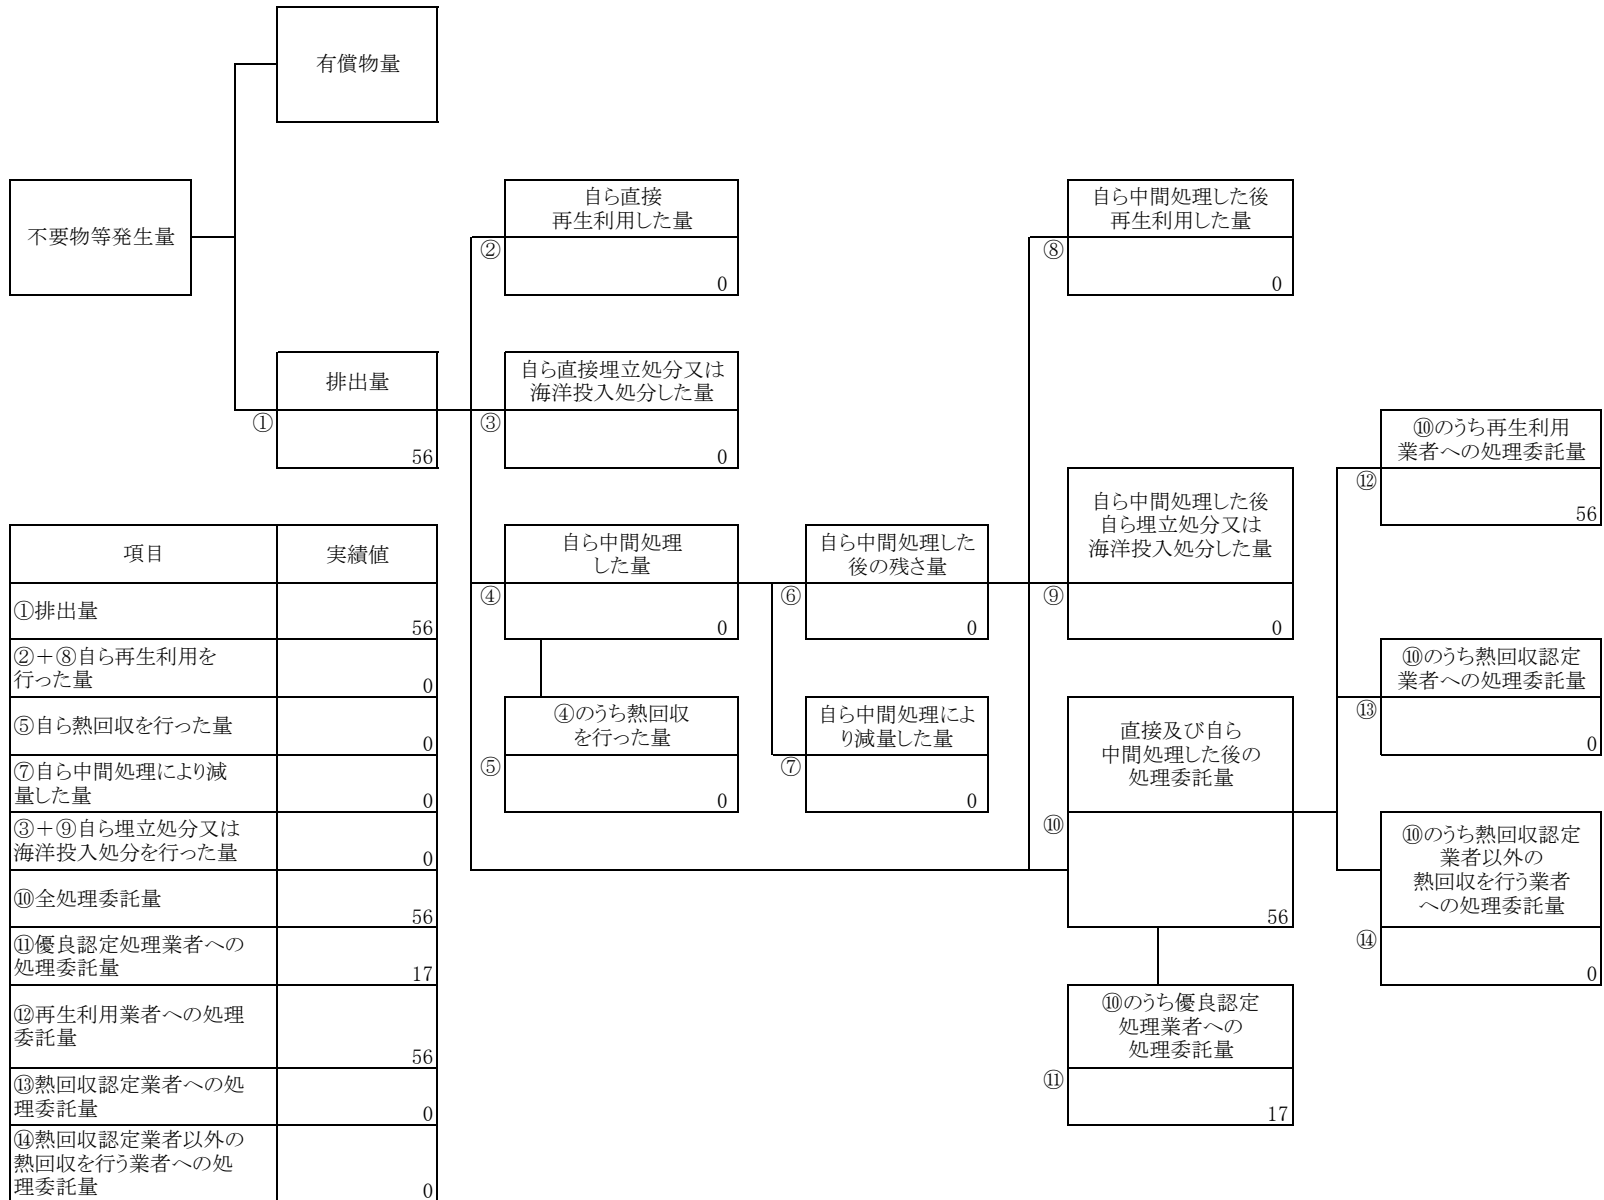 有償物量
不要物等発生量
自ら直接
再生利用した量
②
0
自ら中間処理した後
再生利用した量
⑧
0
排出量
①
56
自ら直接埋立処分又は
海洋投入処分した量
③
0
⑩のうち再生利用
業者への処理委託量
⑫
56
自ら中間処理
した量
④
0
自ら中間処理した
後の残さ量
⑥
0
自ら中間処理した後
自ら埋立処分又は
海洋投入処分した量
⑨
0
⑩のうち熱回収認定
業者への処理委託量
⑬
0
④のうち熱回収
を行った量
⑤
0
自ら中間処理によ
り減量した量
⑦
0
直接及び自ら
中間処理した後の
処理委託量
⑩
56
⑩のうち熱回収認定
業者以外の
熱回収を行う業者
への処理委託量
⑭
0
⑩のうち優良認定
処理業者への
処理委託量
⑪
17
項目 実績値
①排出量
56
②＋⑧自ら再生利用を
行った量
0
⑤自ら熱回収を行った量
0
⑦自ら中間処理により減
量した量
0
③＋⑨自ら埋立処分又は
海洋投入処分を行った量
0
⑩全処理委託量
56
⑪優良認定処理業者への
処理委託量
17
⑫再生利用業者への処理
委託量
56
⑬熱回収認定業者への処
理委託量
0
⑭熱回収認定業者以外の
熱回収を行う業者への処
理委託量
0